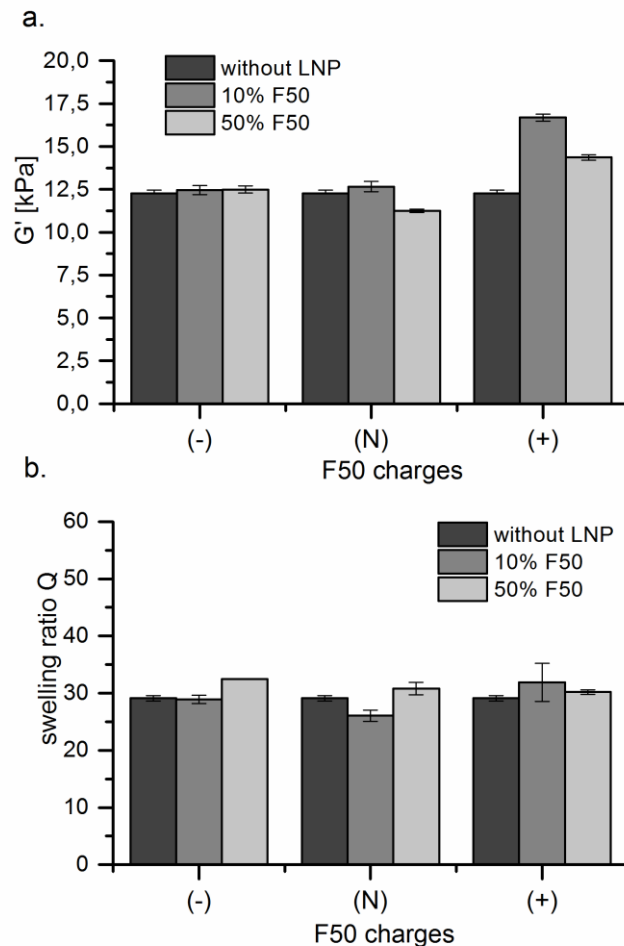 a.
20,0
17,5
15,0
12,5
10,0
7,5
5,0
2,5
0,0
G' [kPa]
without LNP
10% F50
50% F50
(-)
(N)
(+)
F50 charges
b.
60
50
40
30
20
10
0
swelling ratio Q
without LNP
10% F50
50% F50
(-)
(N)
(+)
F50 charges